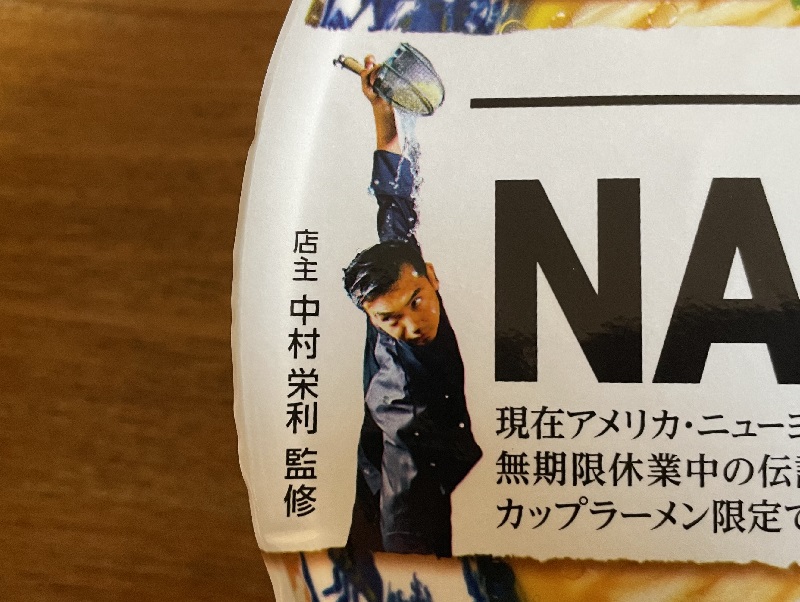 店主 中村栄利 監修
NA
現在アメリカ・ニューヨ
無期限休業中の伝
カップラーメン限定で